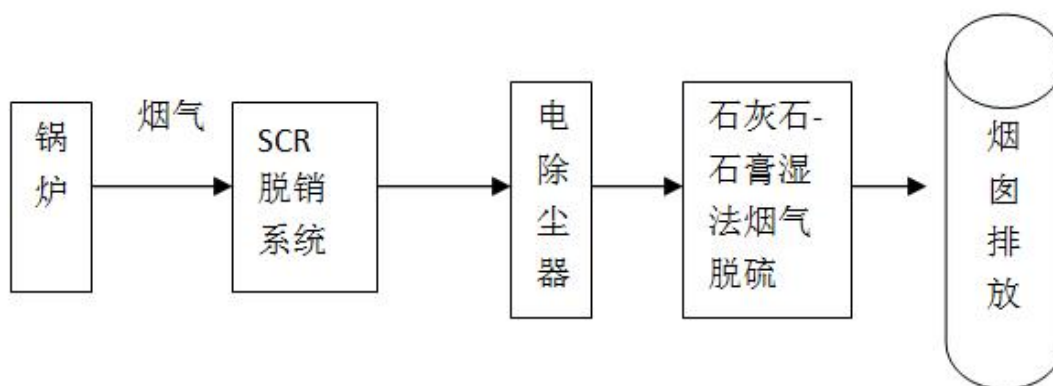 锅
炉
烟气
SCR
脱销
系统
电
除
尘
器
石灰石-
石膏湿
法烟气
脱硫
烟
囱
排
放